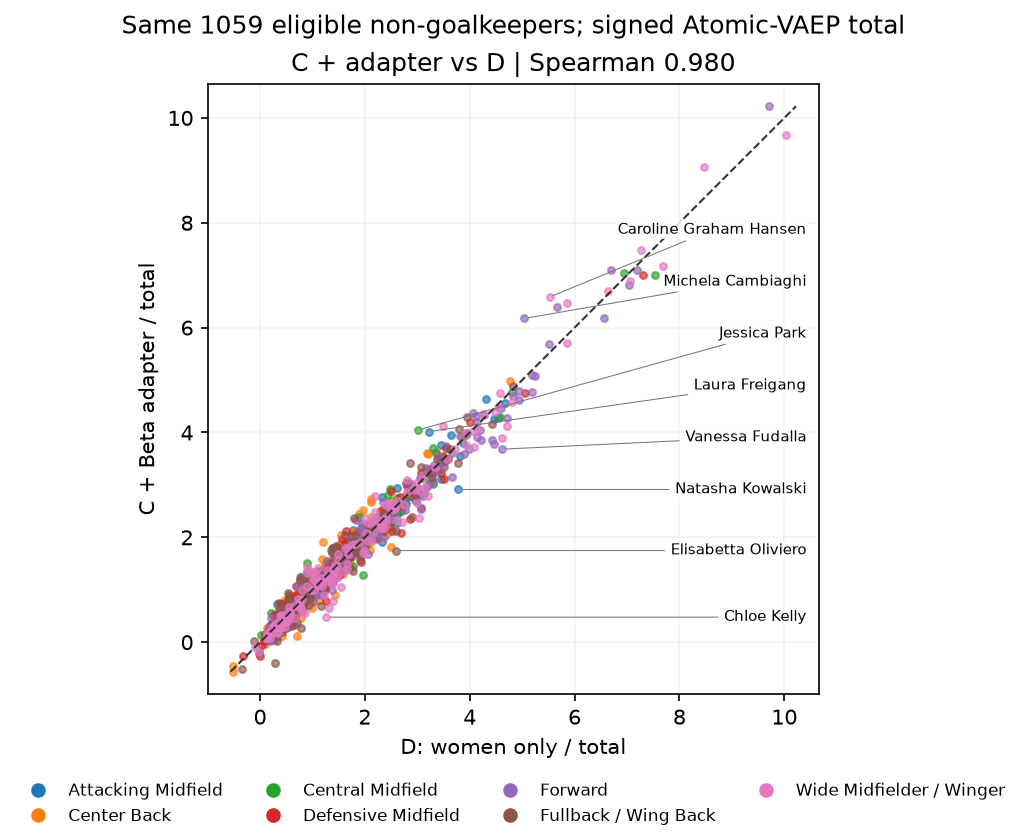 Same 1059 eligible non-goalkeepers; signed Atomic-VAEP total
C + adapter vs D | Spearman 0.980
C + Beta adapter / total
10
8
6
4
2
0
Caroline Graham Hansen
Michela Cambiaghi
Jessica Park
Laura Freigang
Vanessa Fudalla
Natasha Kowalski
Elisabetta Oliviero
Chloe Kelly
0 2 4 6 8 10
D: women only / total
Attacking Midfield Central Midfield Forward Wide Midfielder / Winger
Center Back Defensive Midfield Fullback / Wing Back